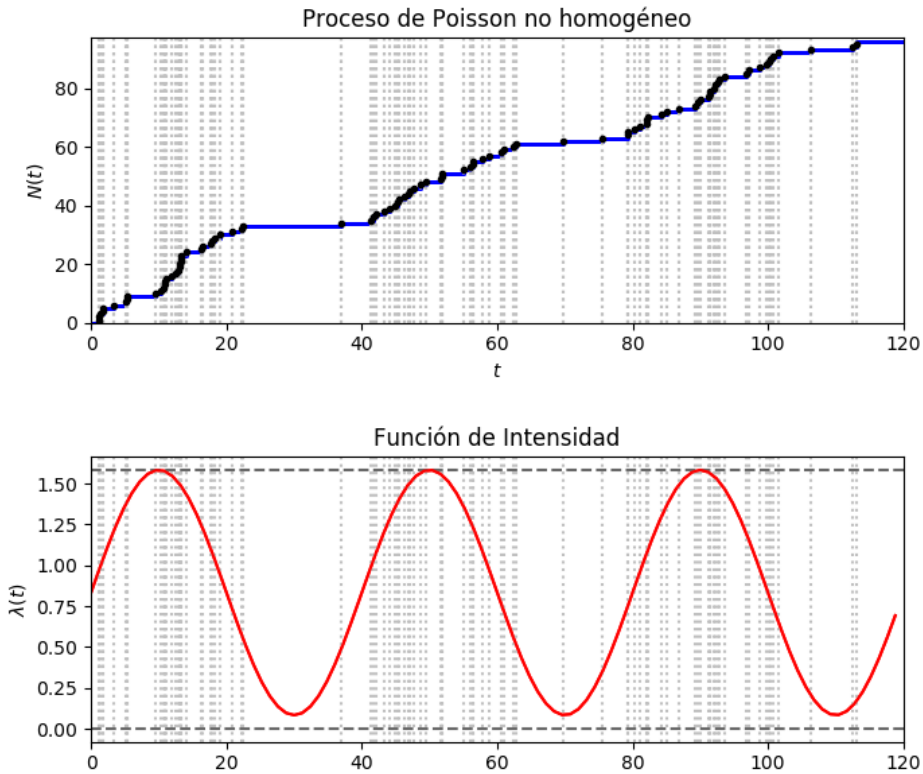 Proceso de Poisson no homogéneo
80
60
40
20
0
N(t)
0 20 40 60 80 100 120
t
Función de Intensidad
1.50
1.25
1.00
0.75
0.50
0.25
0.00
λ(t)
0 20 40 60 80 100 120